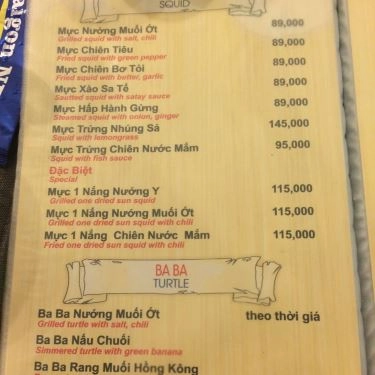 SQUID
Mực Nướng Muối Ớt 89,000
Grilled squid with salt, chili
Mực Chiên Tiêu 89,000
Fried squid with green pepper
Mực Chiên Bơ Tỏi 89,000
Fried squid with butter, garlic
Mực Xào Sa Tế 89,000
Sautted squid with satay sauce
Mực Hấp Hành Gừng 89,000
Steamed squid with onion, ginger
Mực Trứng Nhúng Sả 145,000
Squid with lemongrass
Mực Trứng Chiên Nước Mắm 95,000
Squid with fish sauce
Đặc Biệt
Special
Mực 1 Nắng Nướng Y 115,000
Grilled one dried sun squid
Mực 1 Nắng Nướng Muối Ớt 115,000
Grilled one dried sun squid with chili
Mực 1 Nắng Chiên Nước Mắm 115,000
Fried one dried sun squid with chili
BA BA
TURTLE
Ba Ba Nướng Muối Ớt theo thời giá
Grilled turtle with salt, chili
Ba Ba Nấu Chuối
Simmered turtle with green banana
Ba Ba Rang Muối Hồng Kông